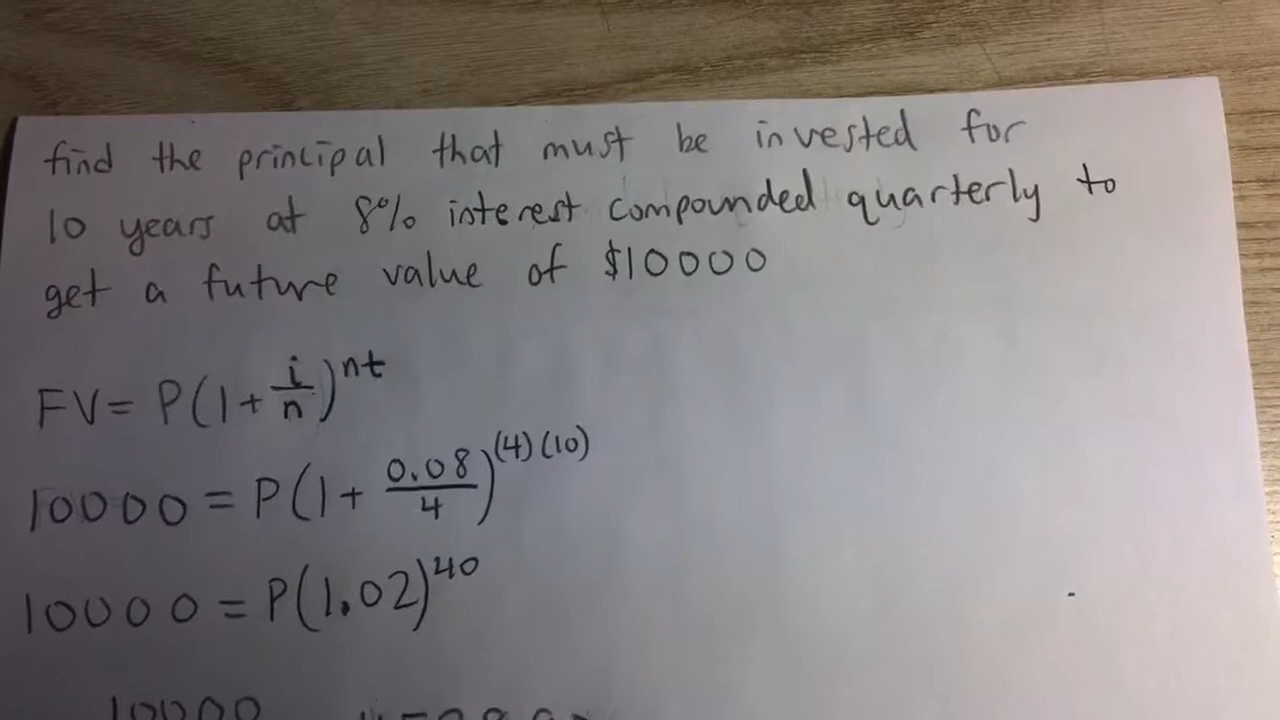 find the principal that must be invested for
10 years at 8% interest compounded quarterly to
get a future value of $10000
FV = P(1 + i/n)^nt
10000 = P(1 + 0.08/4)^(4)(10)
10000 = P(1.02)^40
10000